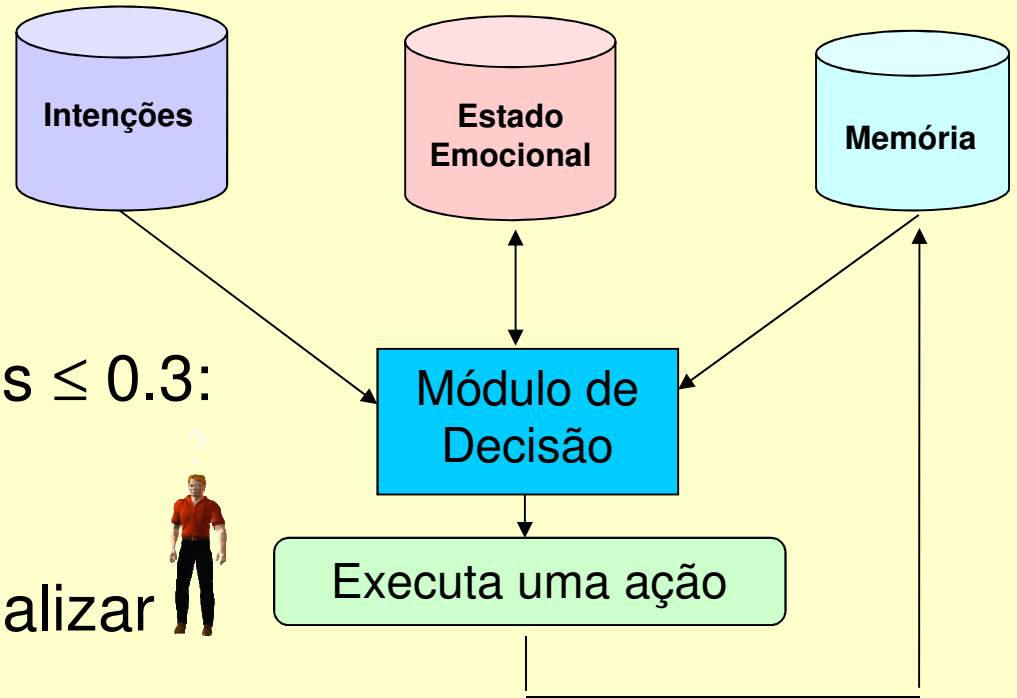 Intenções
Estado
Emocional
Memória
s ≤ 0.3:
Módulo de
Decisão
Executa uma ação
alizar